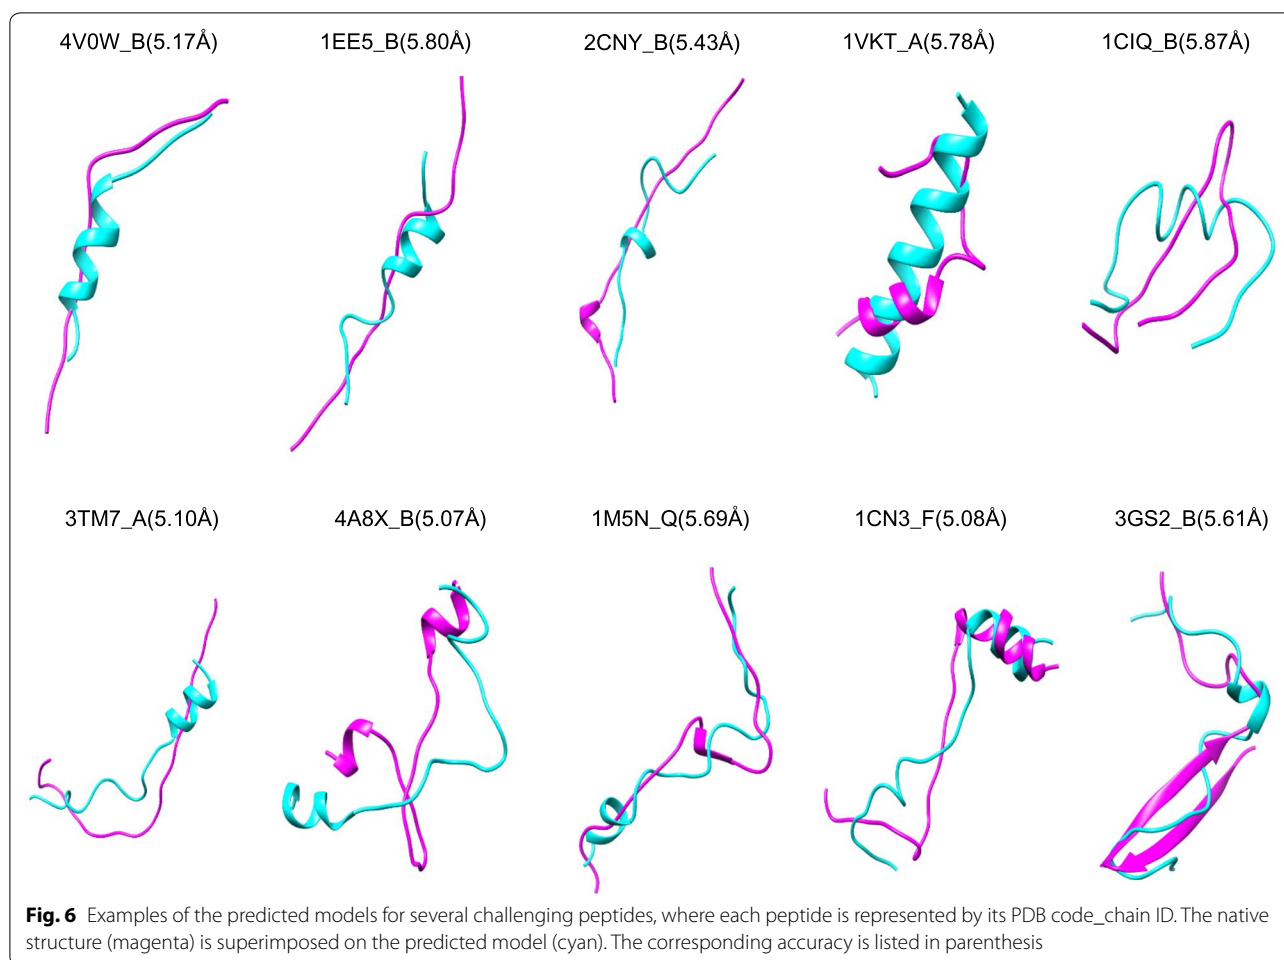 4V0W_B(5.17Å) 1EE5_B(5.80Å) 2CNY_B(5.43Å) 1VKT_A(5.78Å) 1CIQ_B(5.87Å)
3TM7_A(5.10Å) 4A8X_B(5.07Å) 1M5N_Q(5.69Å) 1CN3_F(5.08Å) 3GS2_B(5.61Å)
Fig. 6 Examples of the predicted models for several challenging peptides, where each peptide is represented by its PDB code_chain ID. The native
structure (magenta) is superimposed on the predicted model (cyan). The corresponding accuracy is listed in parenthesis